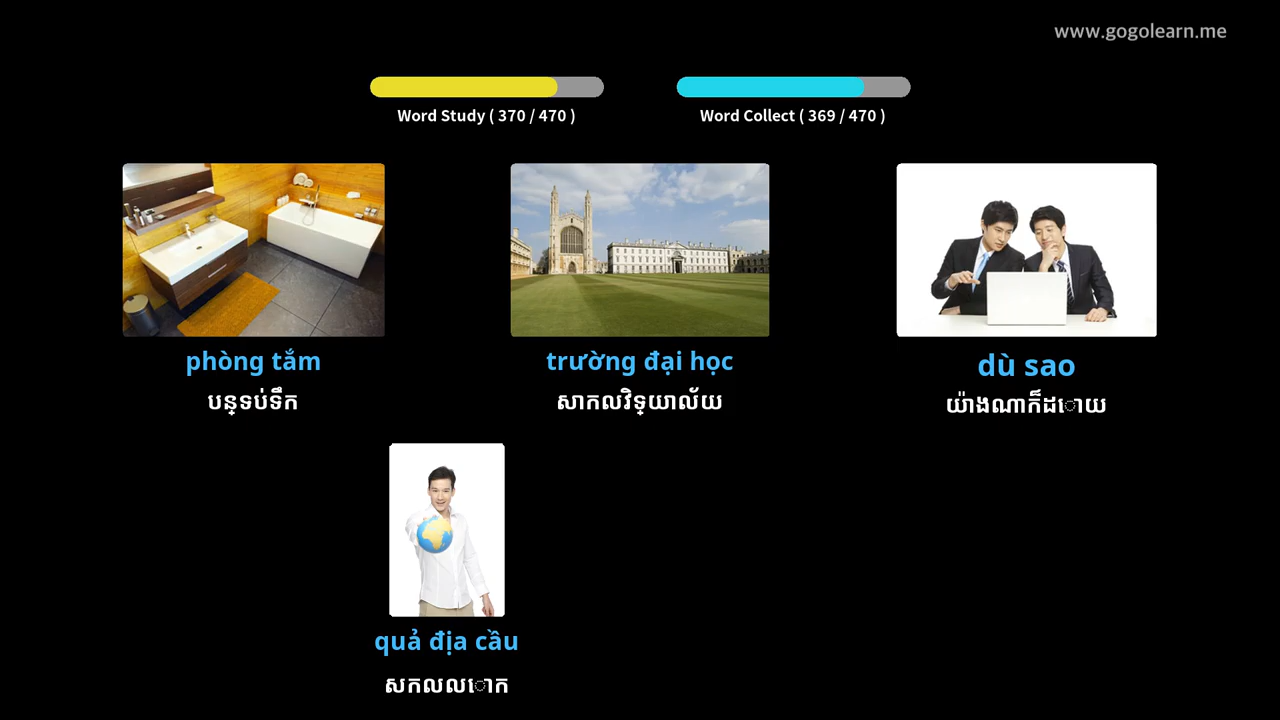 www.gogolearn.me
Word Study ( 370 / 470 )
Word Collect ( 369 / 470 )
phòng tắm
បន្ទប់ទឹក
trường đại học
សាកលវិទ្យាល័យ
dù sao
យ៉ាងណាក៏ដោយ
quả địa cầu
សកលលោក